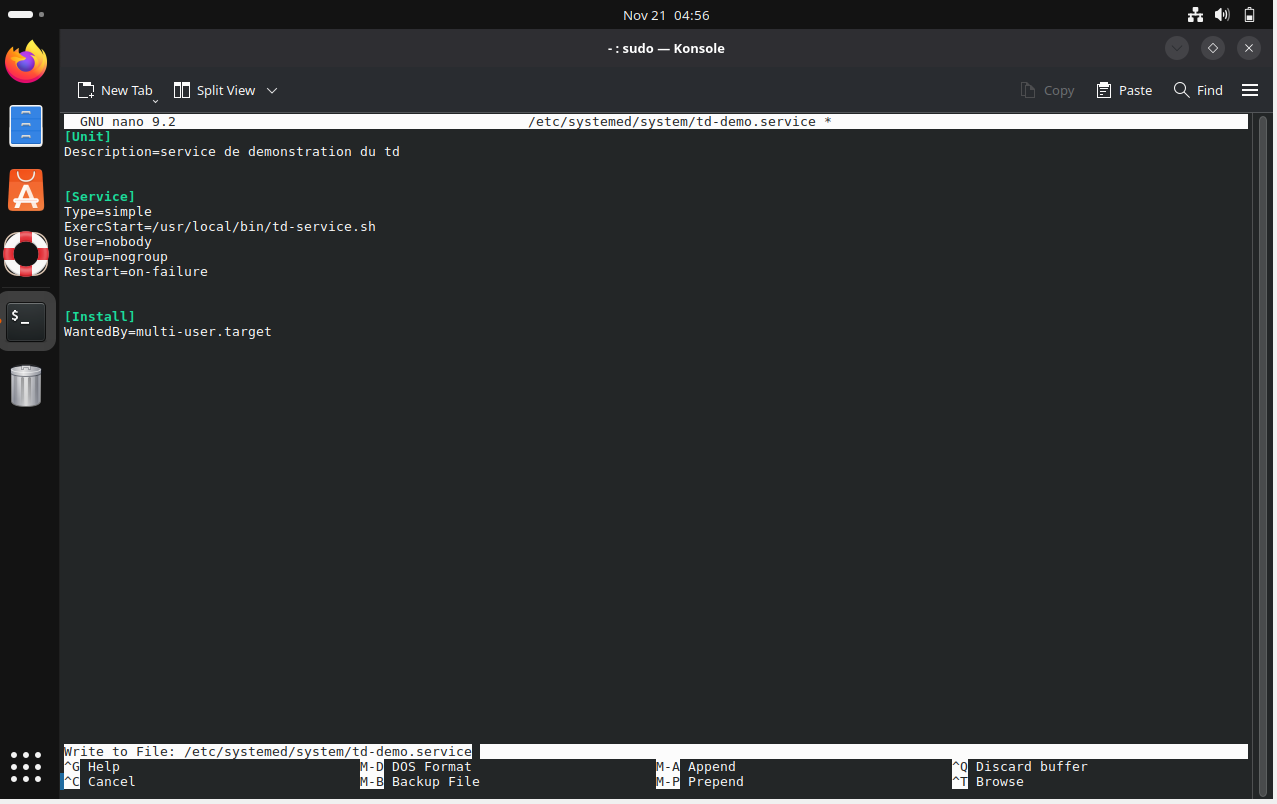 Nov 21 04:56
- : sudo — Konsole
New Tab Split View Copy Paste Find
GNU nano 9.2 /etc/systemed/system/td-demo.service *
[Unit]
Description=service de demonstration du td
[Service]
Type=simple
ExercStart=/usr/local/bin/td-service.sh
User=nobody
Group=nogroup
Restart=on-failure
[Install]
WantedBy=multi-user.target
Write to File: /etc/systemed/system/td-demo.service
^G Help M-D DOS Format M-A Append ^Q Discard buffer
^C Cancel M-B Backup File M-P Prepend ^T Browse
$_